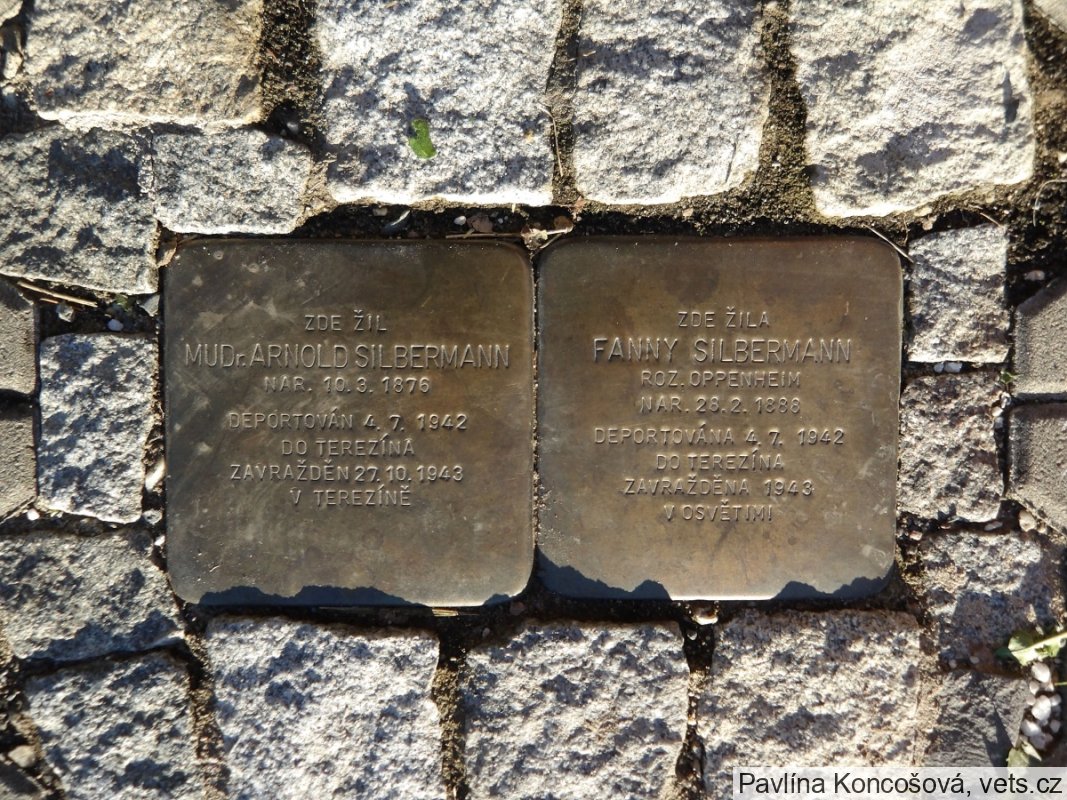 ZDE ŽIL
MUDr. ARNOLD SILBERMANN
NAR. 10. 3. 1876
DEPORTOVÁN 4. 7. 1942
DO TEREZÍNA
ZAVRAŽDĚN 27. 10. 1943
V TEREZÍNĚ
ZDE ŽILA
FANNY SILBERMANN
ROZ. OPPENHEIM
NAR. 28. 2. 1886
DEPORTOVÁNA 4. 7. 1942
DO TEREZÍNA
ZAVRAŽDĚNA 1943
V OSVĚTIMI
Pavlína Koncošová, vets.cz